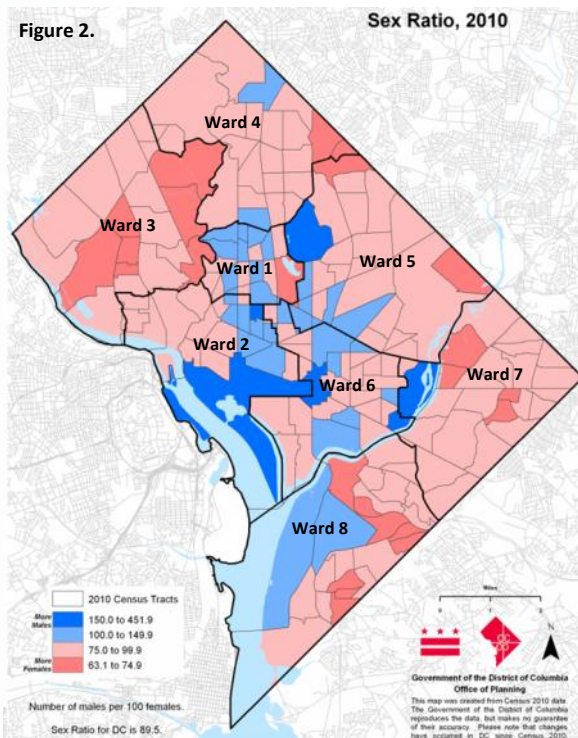 Figure 2.
Sex Ratio, 2010
Ward 4
Ward 3
Ward 1
Ward 5
Ward 2
Ward 6
Ward 7
Ward 8
2010 Census Tracts
More Males
150.0 to 451.9
100.0 to 149.9
75.0 to 99.9
More Females
63.1 to 74.9
Number of males per 100 females.
Sex Ratio for DC is 89.5.
Miles
0 1 2
N
Government of the District of Columbia
Office of Planning
This map was created from Census 2010 data.
The Government of the District of Columbia
reproduces the data, but makes no guarantee
of their accuracy. Please note that changes
have occurred in DC since Census 2010.